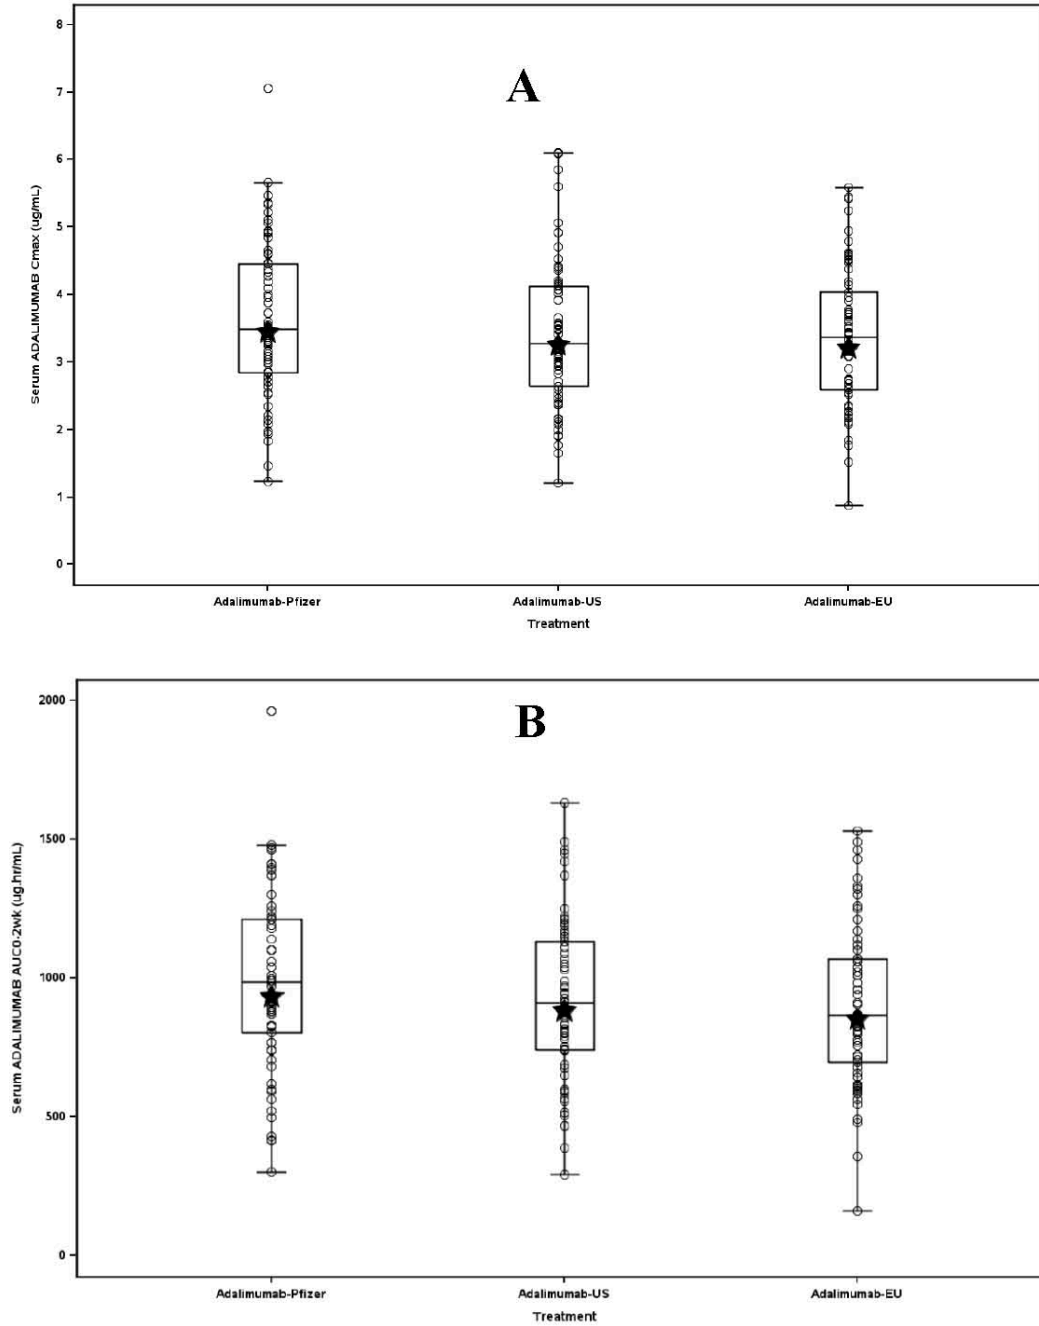 A
8
7
6
5
4
3
2
1
0
Serum ADALIMUMAB Cmax (ug/mL)
Adalimumab-Pfizer Adalimumab-US Adalimumab-EU
Treatment
B
2000
1500
1000
500
0
Serum ADALIMUMAB AUC0-2wk (ug.hr/mL)
Adalimumab-Pfizer Adalimumab-US Adalimumab-EU
Treatment